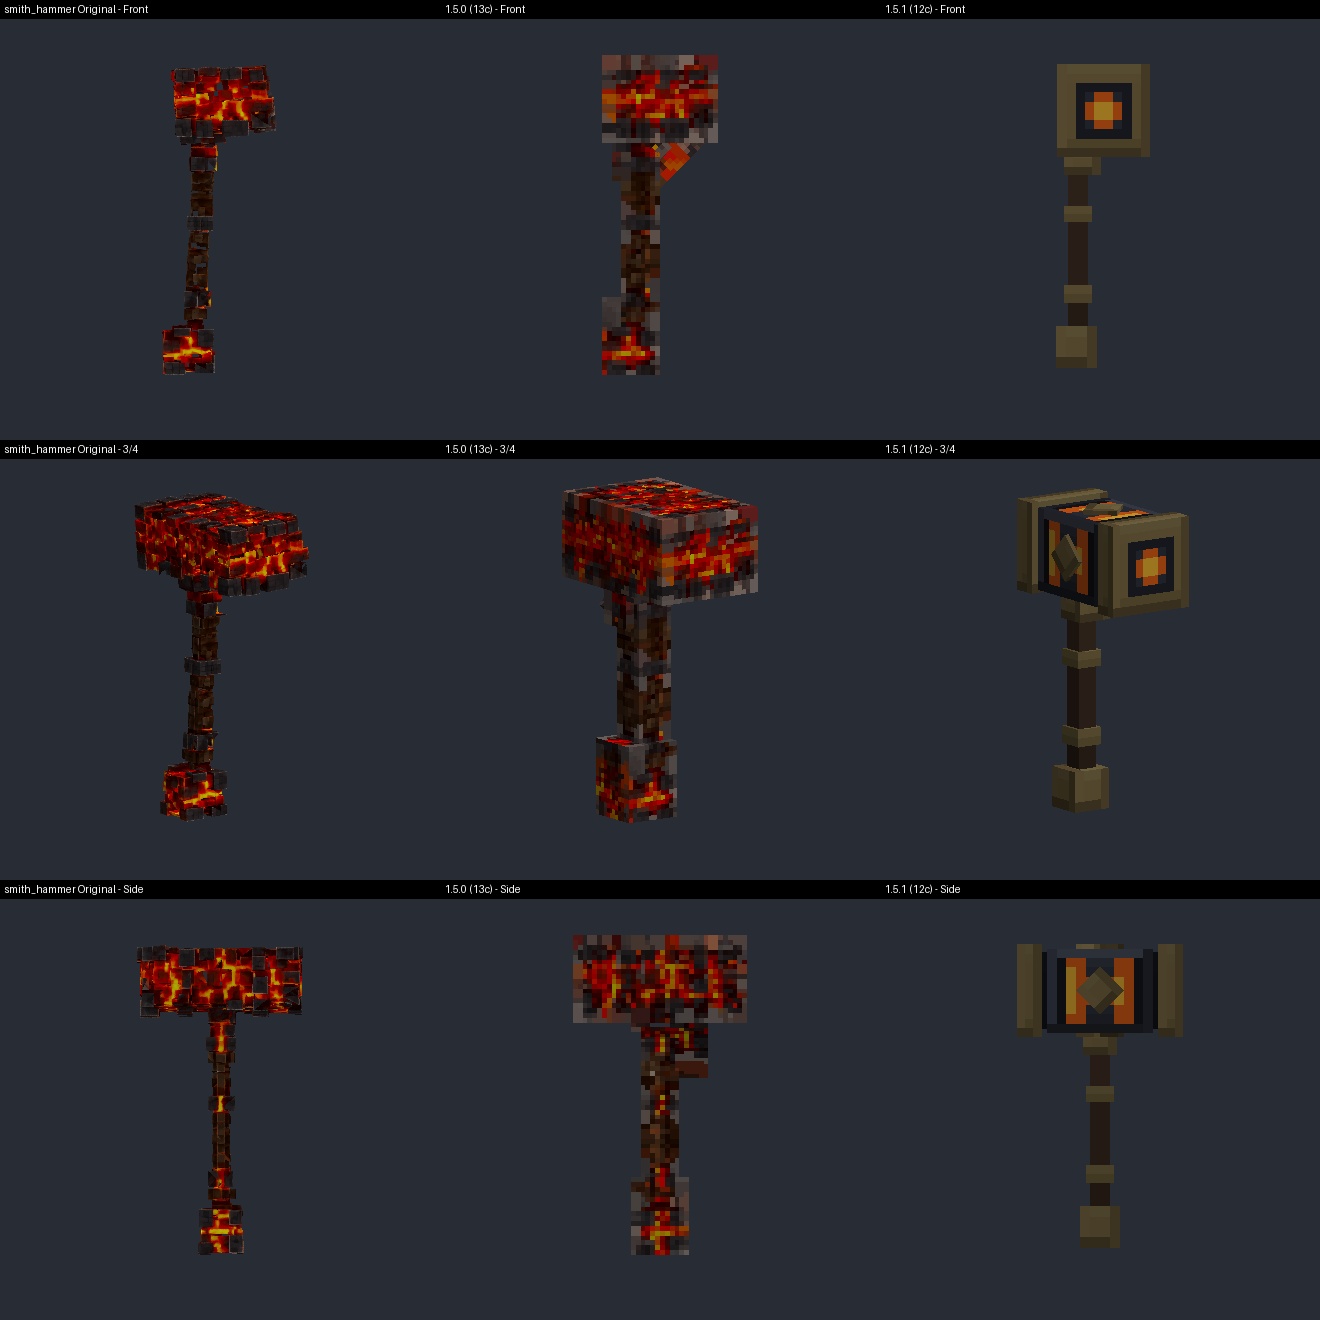 smith_hammer Original - Front
1.5.0 (13c) - Front
1.5.1 (12c) - Front
smith_hammer Original - 3/4
1.5.0 (13c) - 3/4
1.5.1 (12c) - 3/4
smith_hammer Original - Side
1.5.0 (13c) - Side
1.5.1 (12c) - Side